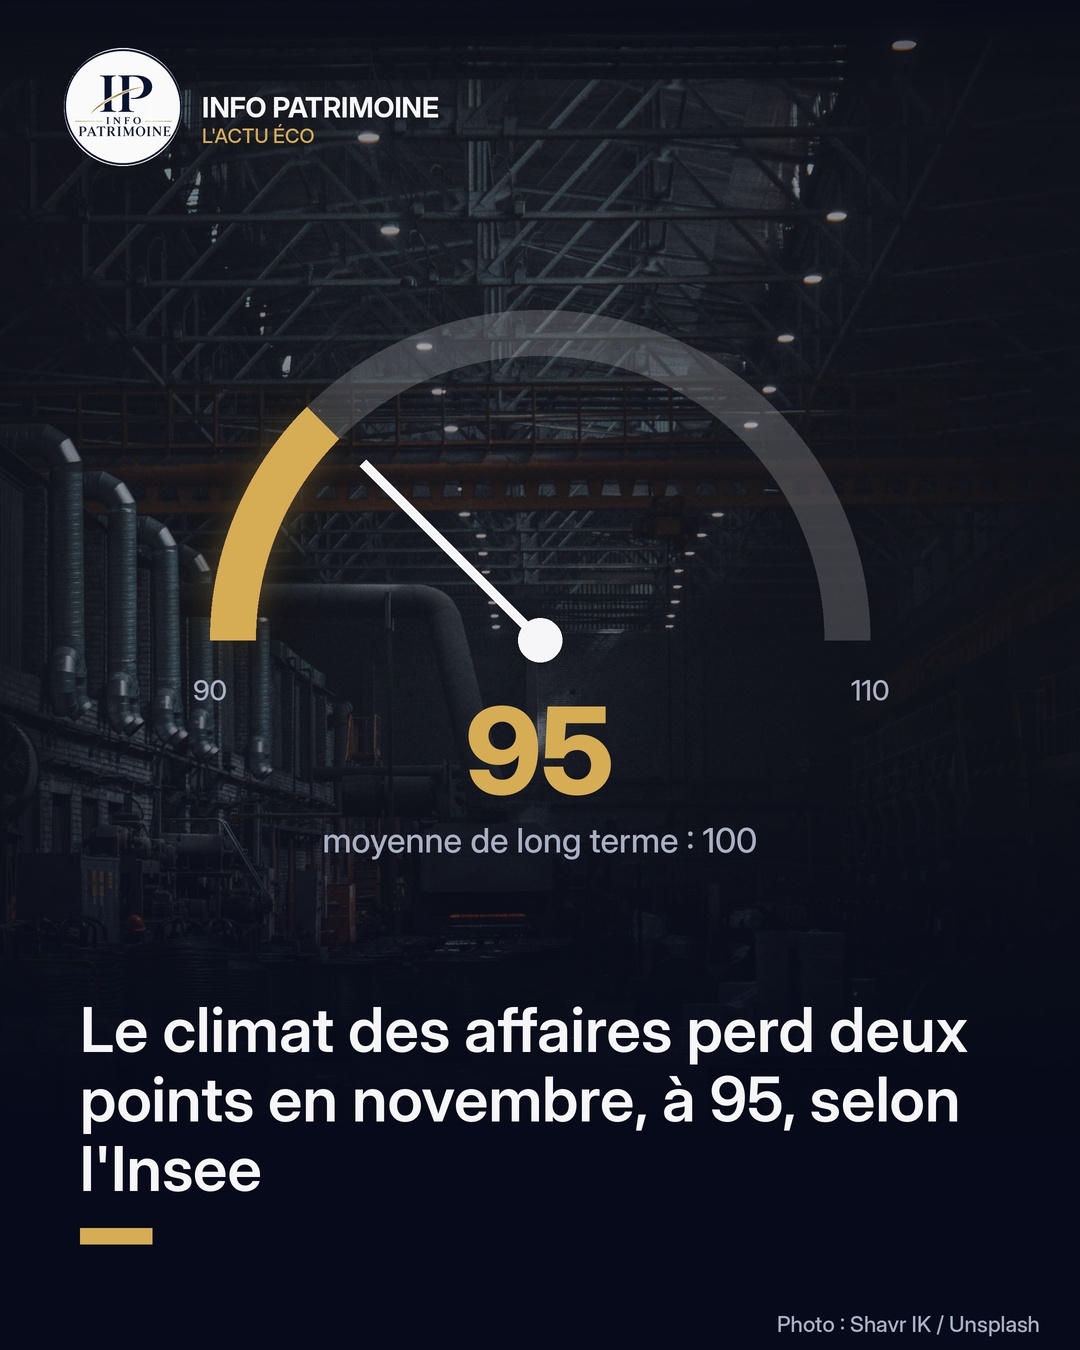 IP
INFO
PATRIMOINE
INFO PATRIMOINE
L'ACTU ÉCO
90
110
95
moyenne de long terme : 100
Le climat des affaires perd deux
points en novembre, à 95, selon
l'Insee
Photo : Shavr IK / Unsplash